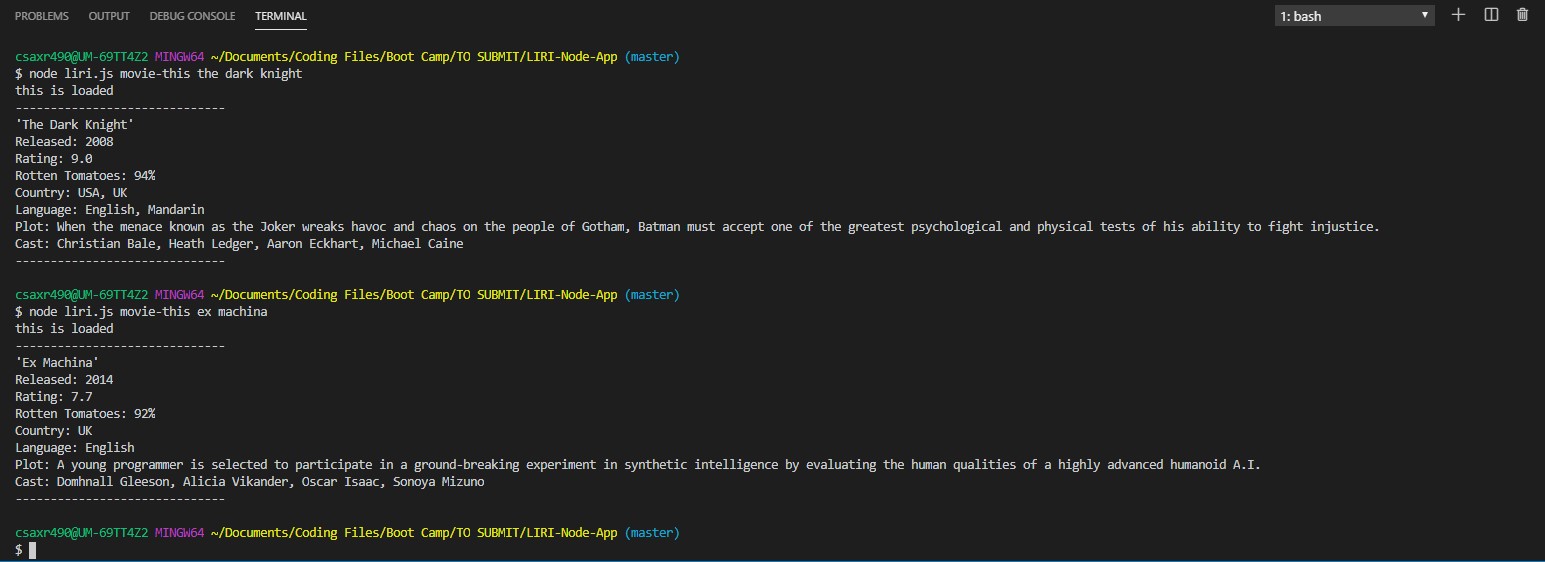 PROBLEMS OUTPUT DEBUG CONSOLE TERMINAL 1: bash
csaxr490@UM-69TT4Z2 MINGW64 ~/Documents/Coding Files/Boot Camp/TO SUBMIT/LIRI-Node-App (master)
$ node liri.js movie-this the dark knight
this is loaded
------------------------------
'The Dark Knight'
Released: 2008
Rating: 9.0
Rotten Tomatoes: 94%
Country: USA, UK
Language: English, Mandarin
Plot: When the menace known as the Joker wreaks havoc and chaos on the people of Gotham, Batman must accept one of the greatest psychological and physical tests of his ability to fight injustice.
Cast: Christian Bale, Heath Ledger, Aaron Eckhart, Michael Caine
------------------------------
csaxr490@UM-69TT4Z2 MINGW64 ~/Documents/Coding Files/Boot Camp/TO SUBMIT/LIRI-Node-App (master)
$ node liri.js movie-this ex machina
this is loaded
------------------------------
'Ex Machina'
Released: 2014
Rating: 7.7
Rotten Tomatoes: 92%
Country: UK
Language: English
Plot: A young programmer is selected to participate in a ground-breaking experiment in synthetic intelligence by evaluating the human qualities of a highly advanced humanoid A.I.
Cast: Domhnall Gleeson, Alicia Vikander, Oscar Isaac, Sonoya Mizuno
------------------------------
csaxr490@UM-69TT4Z2 MINGW64 ~/Documents/Coding Files/Boot Camp/TO SUBMIT/LIRI-Node-App (master)
$